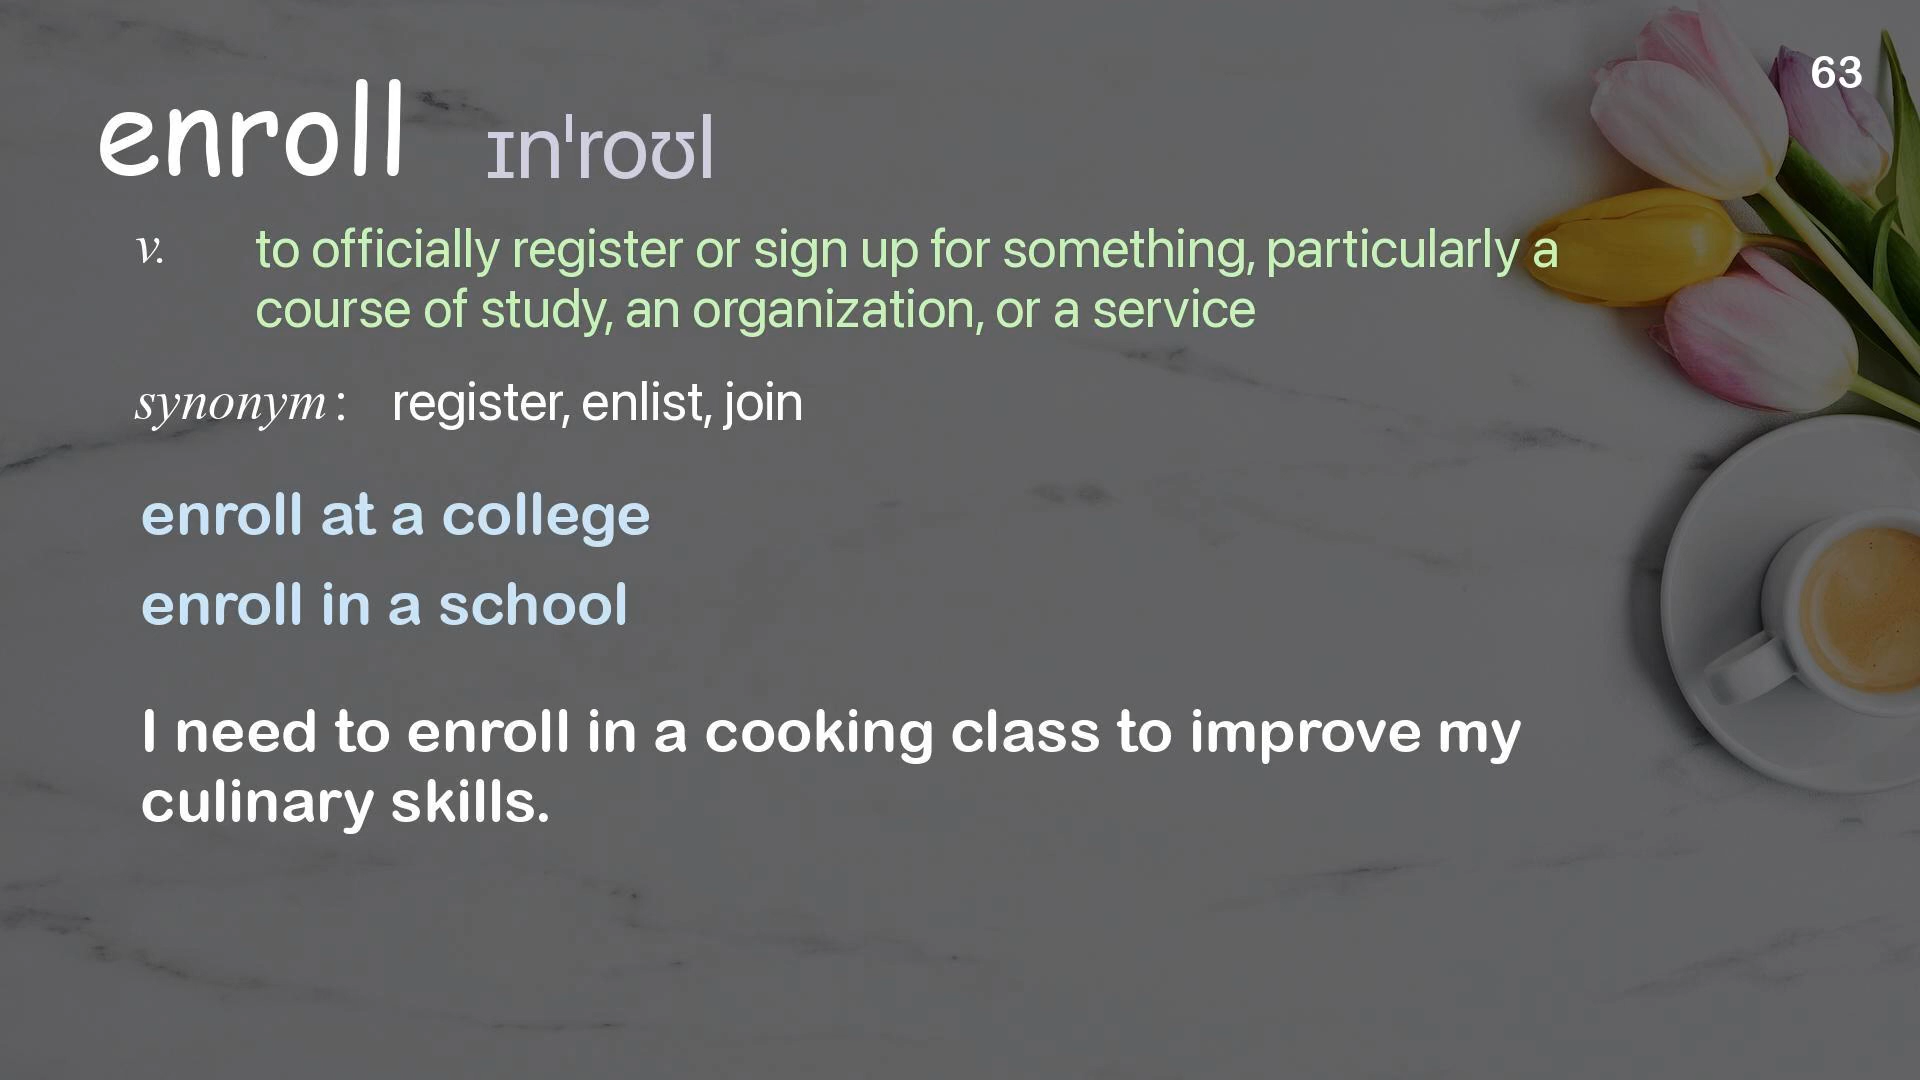 63
enroll ɪnˈroʊl
v. to officially register or sign up for something, particularly a
course of study, an organization, or a service
synonym: register, enlist, join
enroll at a college
enroll in a school
I need to enroll in a cooking class to improve my
culinary skills.